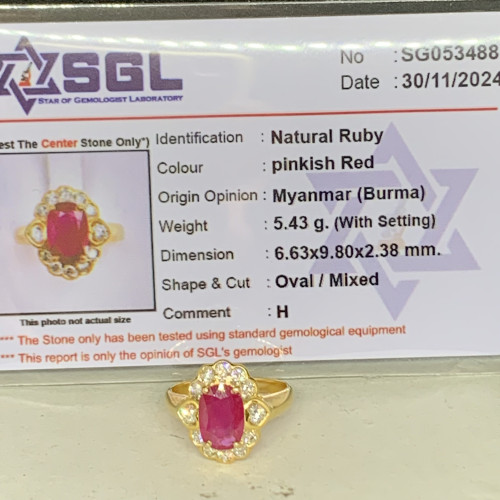 SGL
STAR OF GEMOLOGIST LABORATORY
No :SG053488
Date :30/11/2024
est The Center Stone Only*)
Identification : Natural Ruby
Colour : pinkish Red
Origin Opinion : Myanmar (Burma)
Weight : 5.43 g. (With Setting)
Dimension : 6.63x9.80x2.38 mm.
Shape & Cut : Oval / Mixed
Comment : H
This photo not actual size
*** The Stone only has been tested using standard gemological equipment
*** This report is only the opinion of SGL's gemologist